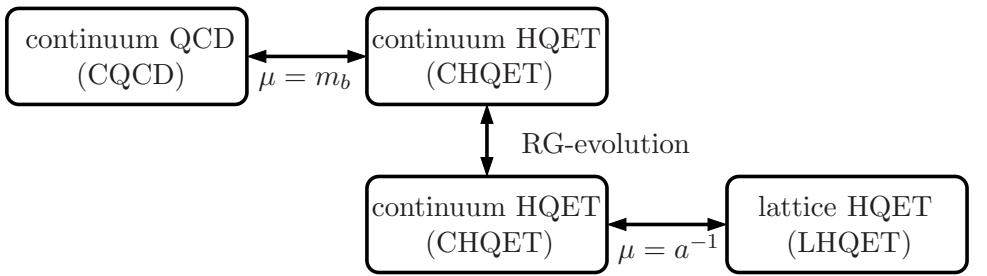 continuum QCD
(CQCD)
μ = m_b
continuum HQET
(CHQET)
RG-evolution
continuum HQET
(CHQET)
μ = a^{-1}
lattice HQET
(LHQET)